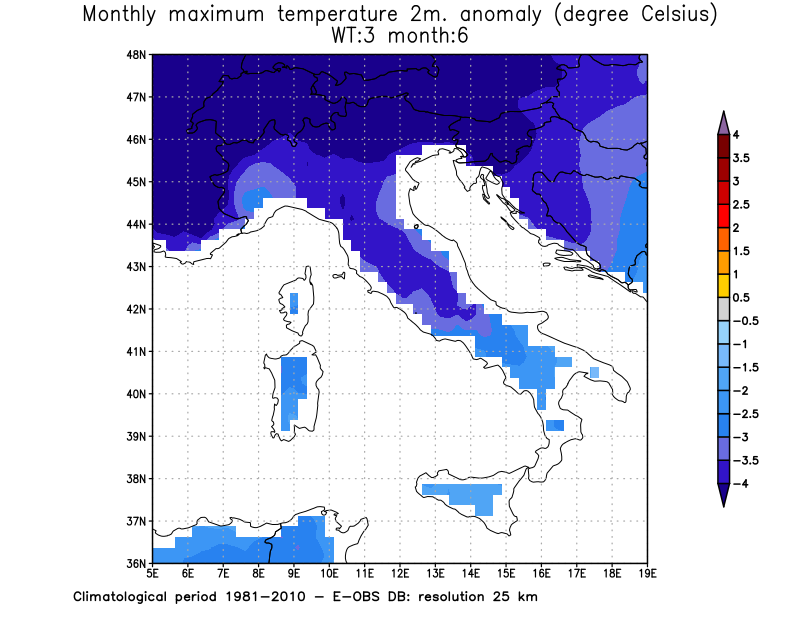 Monthly maximum temperature 2m. anomaly (degree Celsius)
WT:3 month:6
48N
47N
46N
45N
44N
43N
42N
41N
40N
39N
38N
37N
36N
5E 6E 7E 8E 9E 10E 11E 12E 13E 14E 15E 16E 17E 18E 19E
4
3.5
3
2.5
2
1.5
1
0.5
−0.5
−1
−1.5
−2
−2.5
−3
−3.5
−4
Climatological period 1981−2010 − E−OBS DB: resolution 25 km